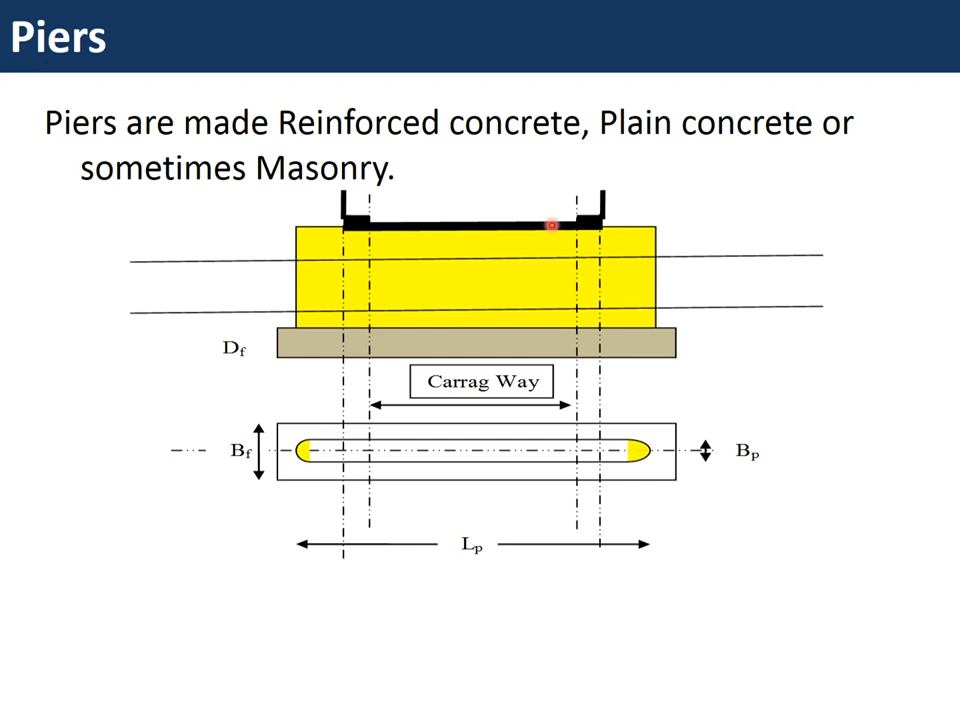 Piers
Piers are made Reinforced concrete, Plain concrete or
sometimes Masonry.
Df
Carrag Way
Bf
Bp
Lp